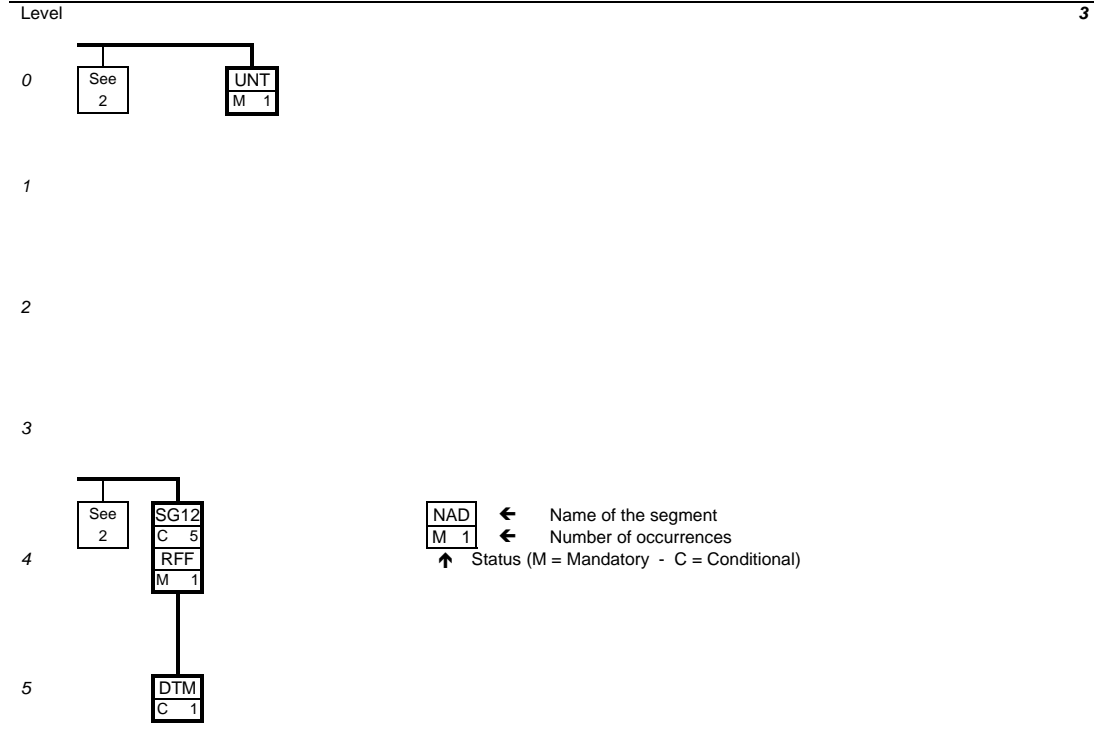 Level 3
0 See UNT
2 M 1
1
2
3
See SG12 NAD 🡸 Name of the segment
2 C 5 M 1 🡸 Number of occurrences
4 RFF 🡹 Status (M = Mandatory - C = Conditional)
M 1
5 DTM
C 1